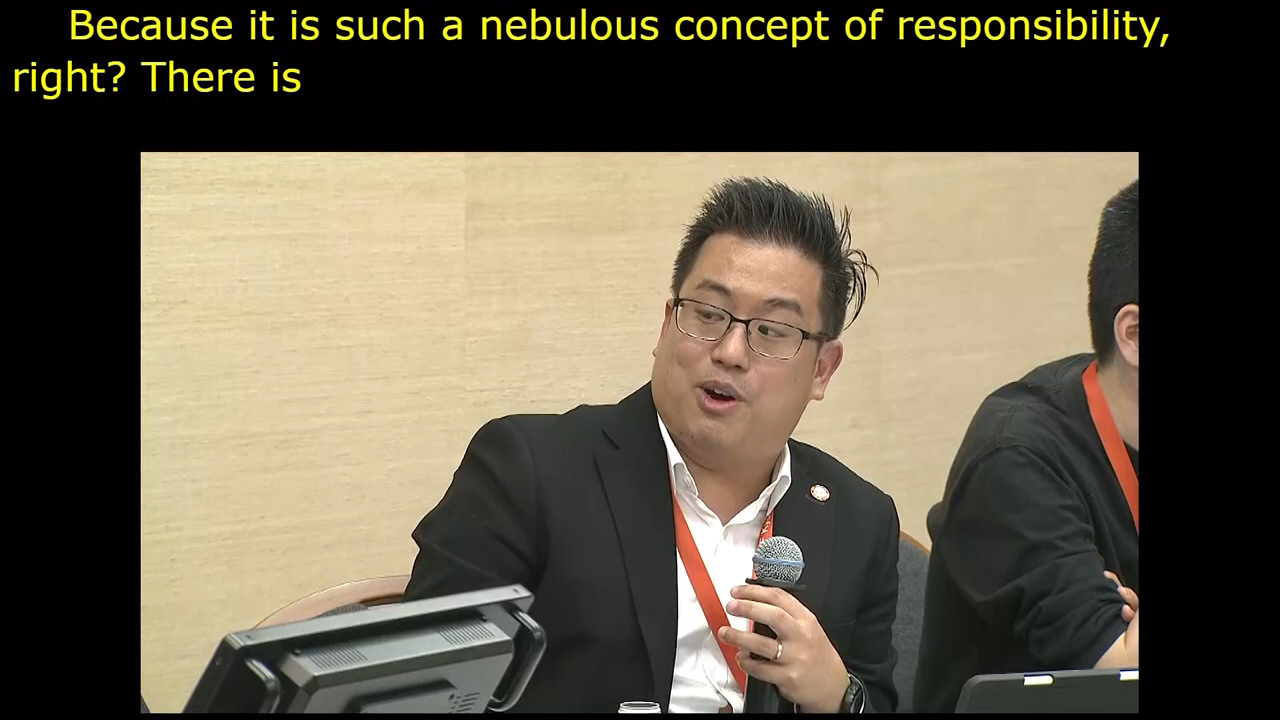 Because it is such a nebulous concept of responsibility,
right? There is